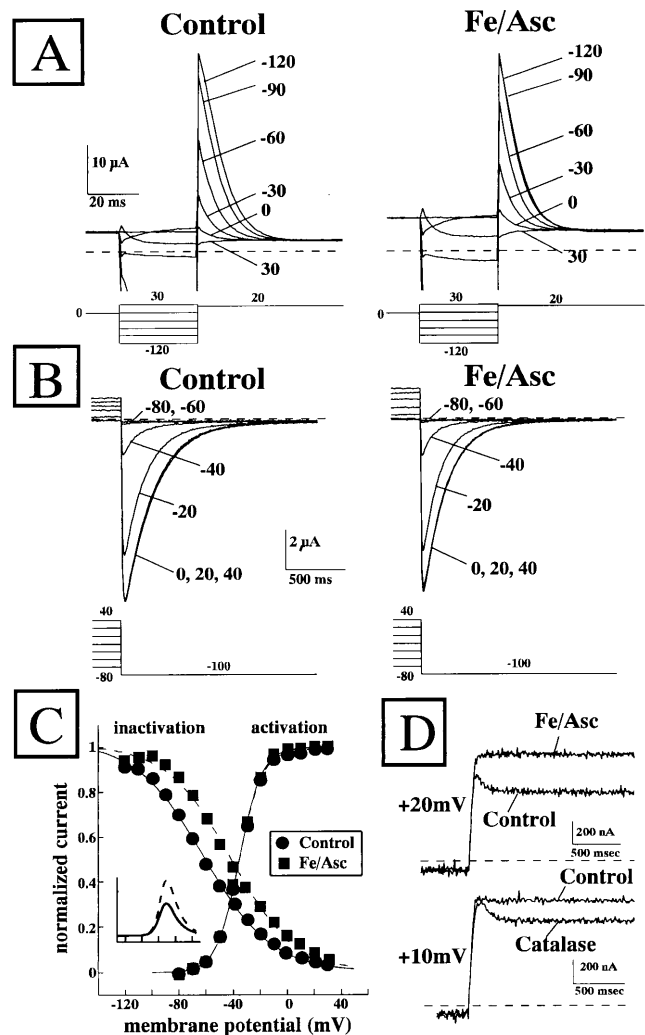 A
Control
-120
-90
-60
-30
0
30
10 µA
20 ms
30
20
0
-120
Fe/Asc
-120
-90
-60
-30
0
30
30
20
0
-120
B
Control
-80, -60
-40
-20
0, 20, 40
2 µA
500 ms
40
-80
-100
Fe/Asc
-80, -60
-40
-20
0, 20, 40
40
-80
-100
C
inactivation activation
1
0.8
0.6
0.4
0.2
0
normalized current
Control
Fe/Asc
-120 -80 -40 0 40
membrane potential (mV)
D
Fe/Asc
+20mV
Control
200 nA
500 msec
Control
Catalase
+10mV
200 nA
500 msec